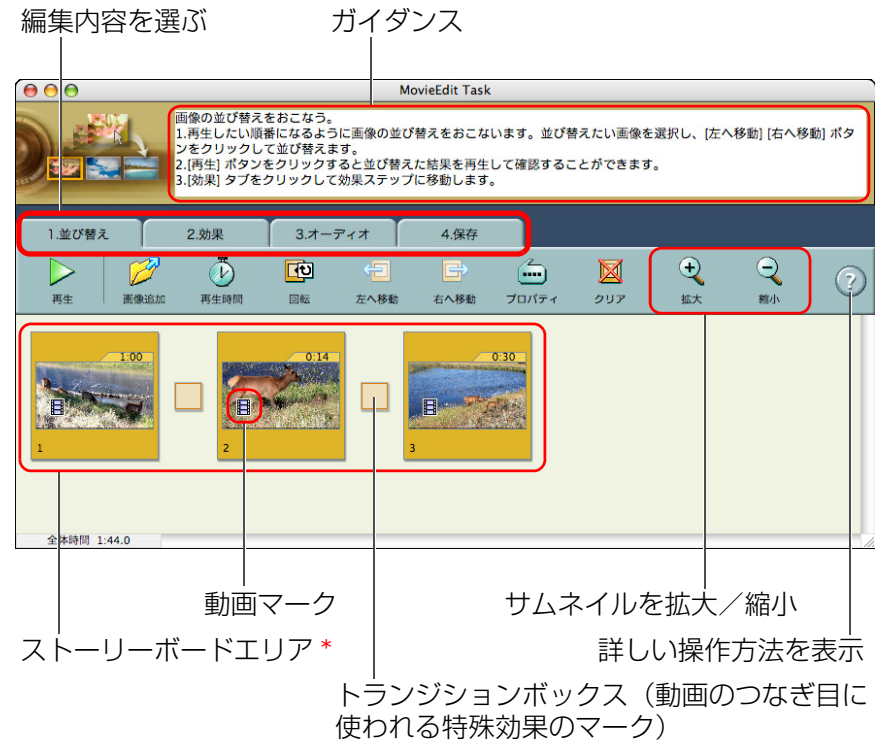 編集内容を選ぶ
ガイダンス
MovieEdit Task
画像の並び替えをおこなう。
1.再生したい順番になるように画像の並び替えをおこないます。並び替えたい画像を選択し、[左へ移動] [右へ移動] ボタ
ンをクリックして並び替えます。
2.[再生] ボタンをクリックすると並び替えた結果を再生して確認することができます。
3.[効果] タブをクリックして効果ステップに移動します。
1.並び替え
2.効果
3.オーディオ
4.保存
再生
画像追加
再生時間
回転
左へ移動
右へ移動
プロパティ
クリア
拡大
縮小
?
1:00
0:14
0:30
1
2
3
全体時間 1:44.0
動画マーク
サムネイルを拡大／縮小
ストーリーボードエリア *
詳しい操作方法を表示
トランジションボックス（動画のつなぎ目に
使われる特殊効果のマーク）